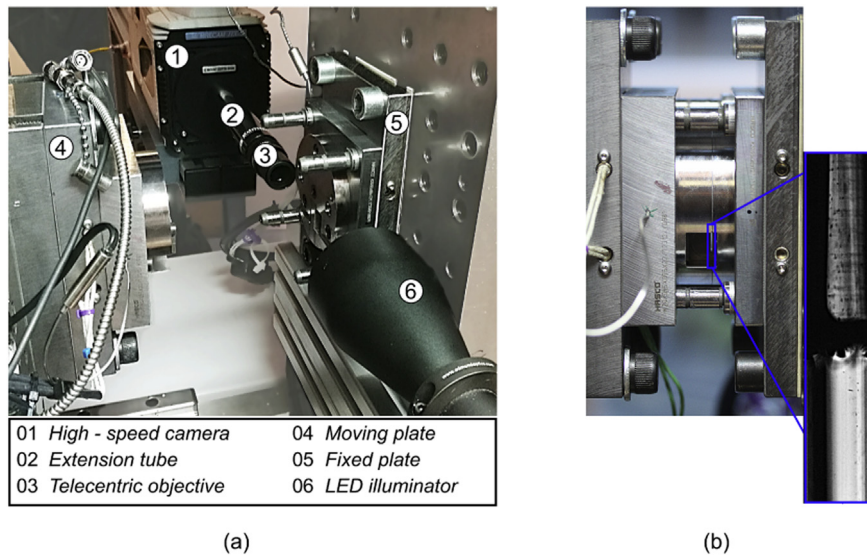 1
2
3
4
5
6
01 High - speed camera
02 Extension tube
03 Telecentric objective
04 Moving plate
05 Fixed plate
06 LED illuminator
HASCO
(a)
(b)